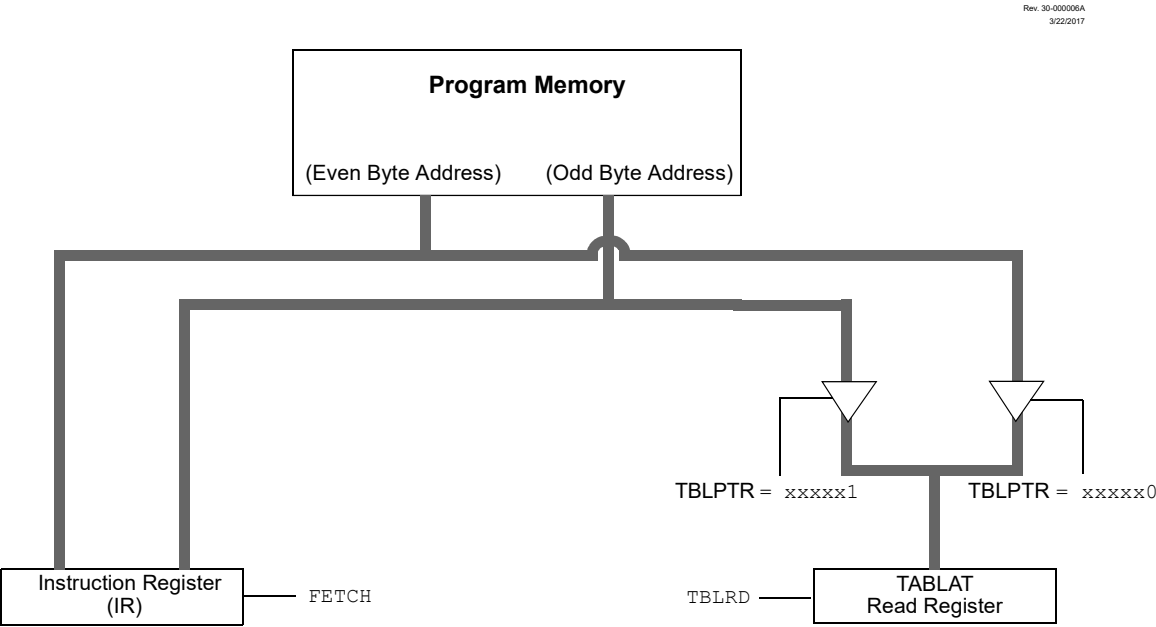 Rev. 30-000006A
3/22/2017
Program Memory
(Even Byte Address) (Odd Byte Address)
TBLPTR = xxxxx1 TBLPTR = xxxxx0
Instruction Register
(IR)
FETCH
TBLRD
TABLAT
Read Register